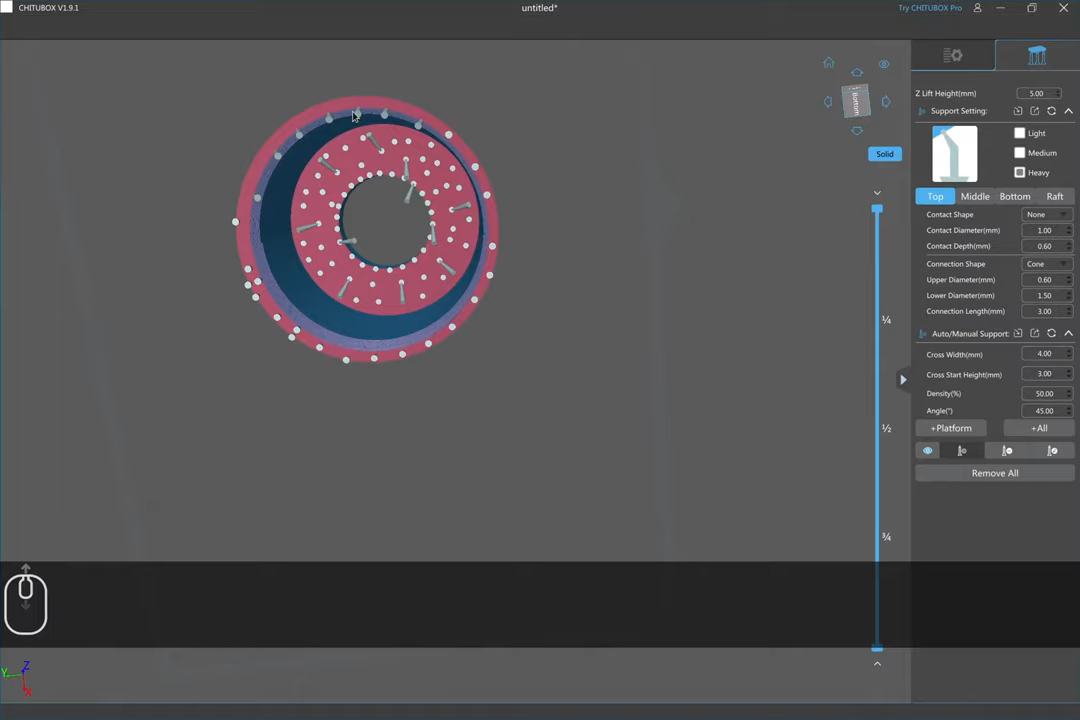 CHITUBOX V1.9.1
untitled*
Try CHITUBOX Pro
Bottom
Solid
Z Lift Height(mm) 5.00
Support Setting:
Light
Medium
Heavy
Top Middle Bottom Raft
Contact Shape None
Contact Diameter(mm) 1.00
Contact Depth(mm) 0.60
Connection Shape Cone
Upper Diameter(mm) 0.60
Lower Diameter(mm) 1.50
Connection Length(mm) 3.00
Auto/Manual Support:
Cross Width(mm) 4.00
Cross Start Height(mm) 3.00
Density(%) 50.00
Angle(°) 45.00
+Platform +All
Remove All
¼
½
¾
Z
Y
X